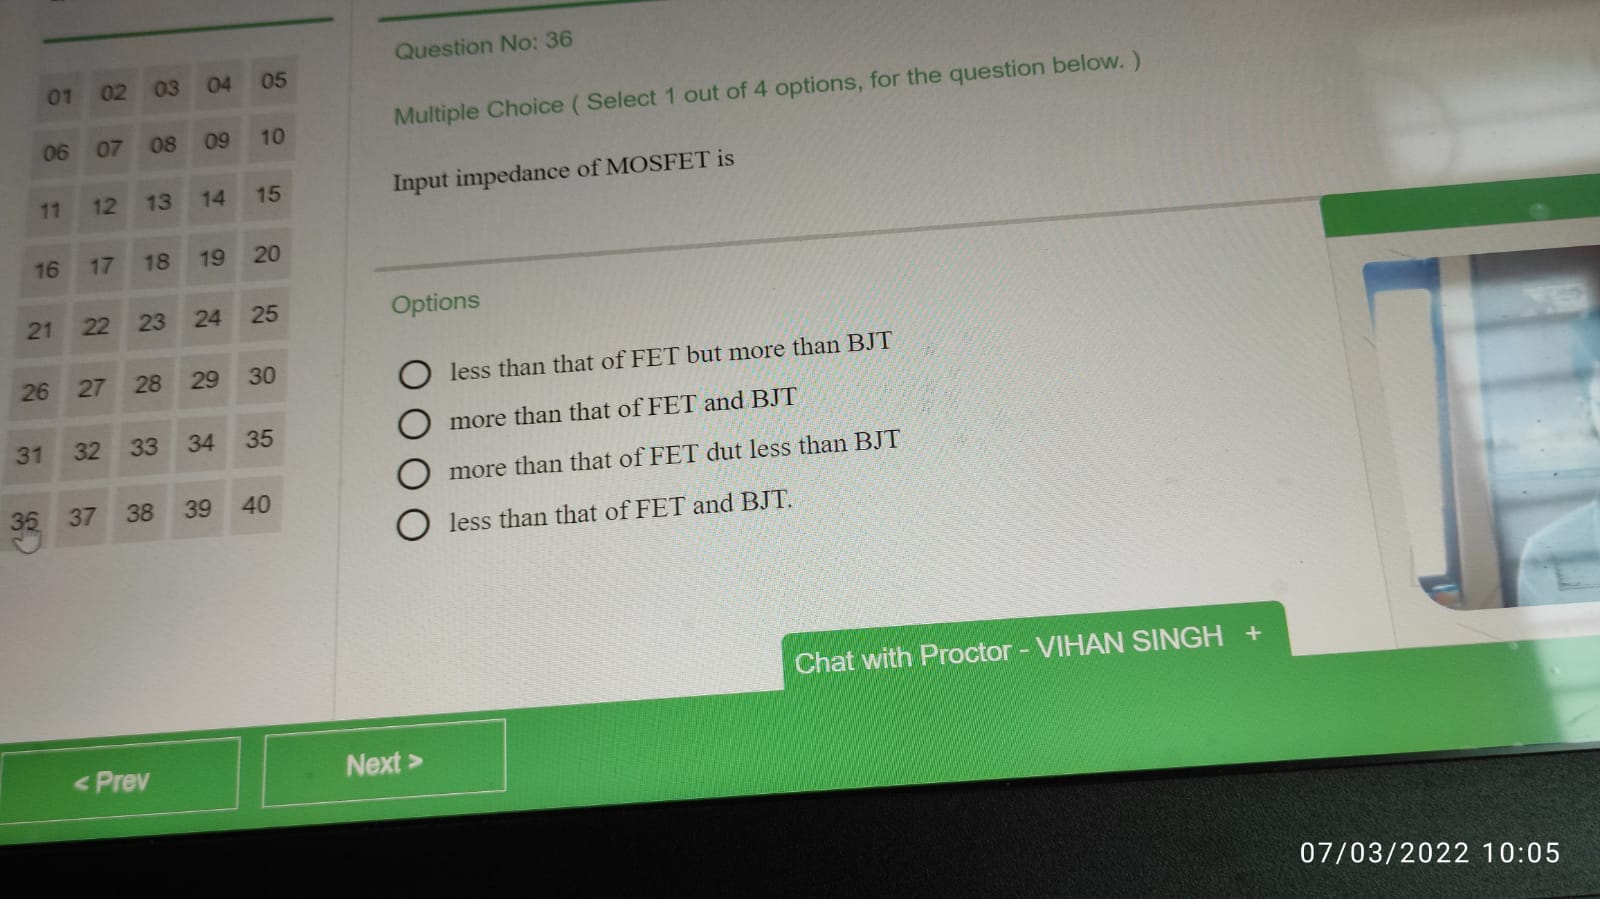 01 02 03 04 05
06 07 08 09 10
11 12 13 14 15
16 17 18 19 20
21 22 23 24 25
26 27 28 29 30
31 32 33 34 35
36 37 38 39 40
Question No: 36
Multiple Choice ( Select 1 out of 4 options, for the question below. )
Input impedance of MOSFET is
Options
less than that of FET but more than BJT
more than that of FET and BJT
more than that of FET dut less than BJT
less than that of FET and BJT.
Chat with Proctor - VIHAN SINGH +
< Prev
Next >
07/03/2022 10:05